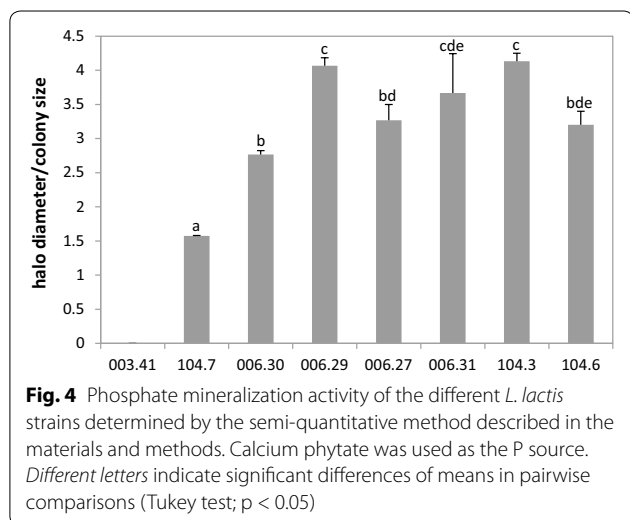 halo diameter/colony size
4.5
4
3.5
3
2.5
2
1.5
1
0.5
0
a
b
c
bd
cde
c
bde
003.41 104.7 006.30 006.29 006.27 006.31 104.3 104.6
Fig. 4 Phosphate mineralization activity of the different L. lactis
strains determined by the semi-quantitative method described in the
materials and methods. Calcium phytate was used as the P source.
Different letters indicate significant differences of means in pairwise
comparisons (Tukey test; p < 0.05)